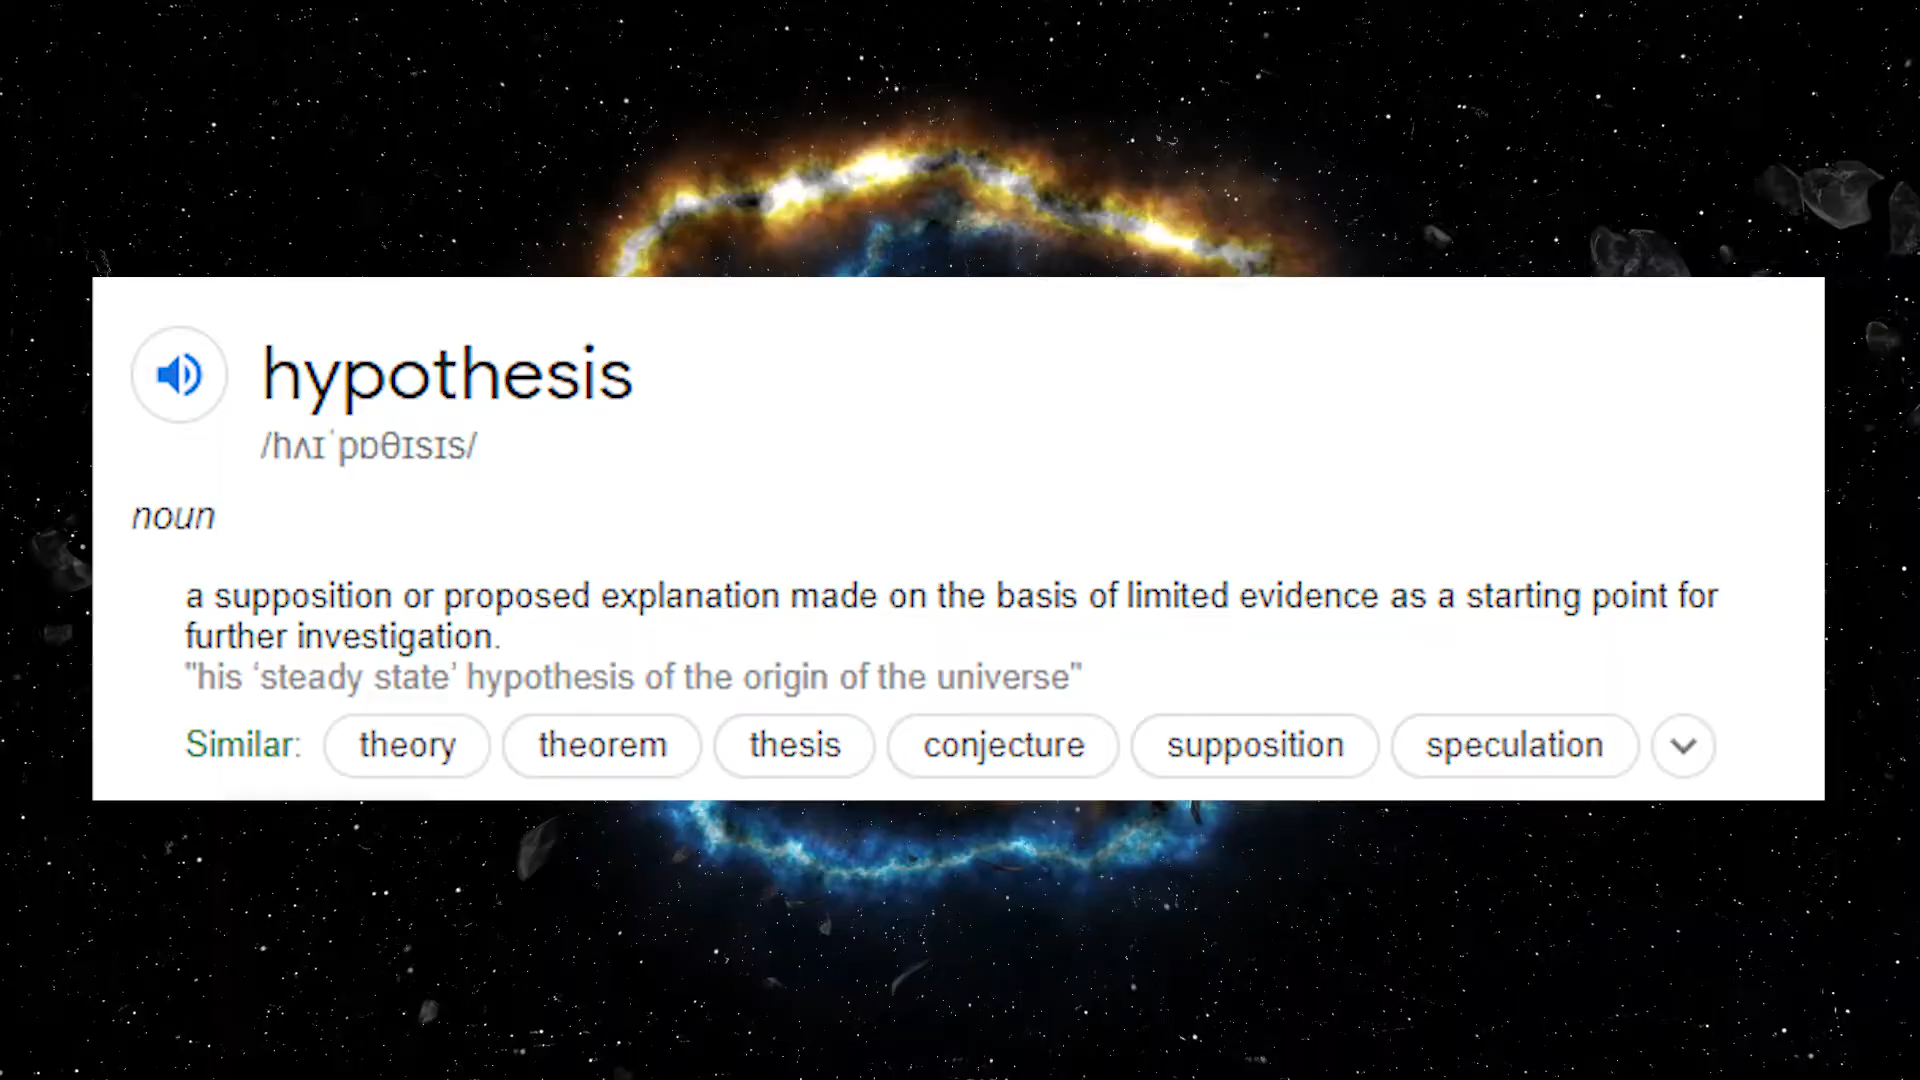 hypothesis
/hʌɪˈpɒθɪsɪs/
noun
a supposition or proposed explanation made on the basis of limited evidence as a starting point for
further investigation.
"his ‘steady state’ hypothesis of the origin of the universe"
Similar: theory theorem thesis conjecture supposition speculation